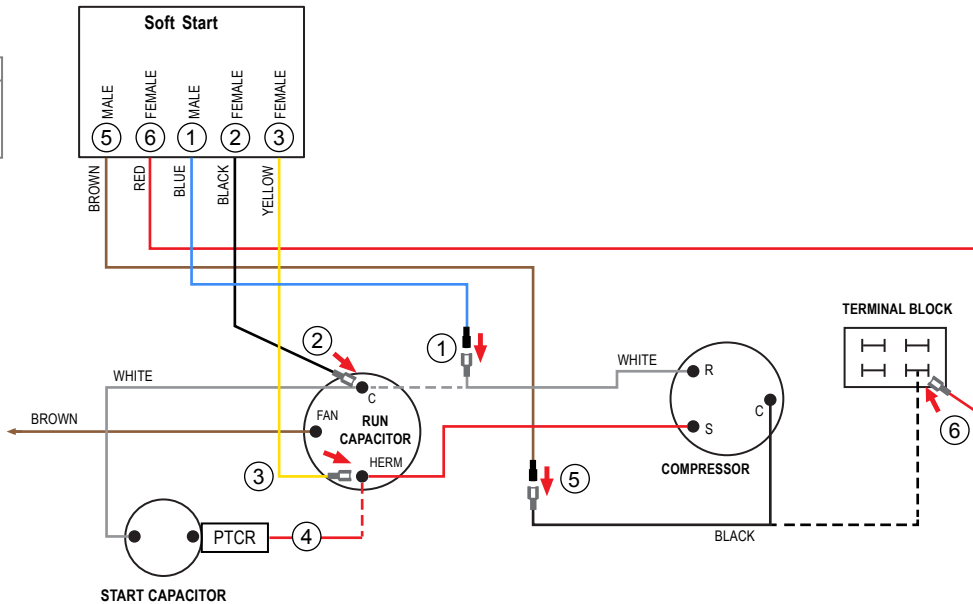 Soft Start
MALE
FEMALE
MALE
FEMALE
FEMALE
5
6
1
2
3
BROWN
RED
BLUE
BLACK
YELLOW
TERMINAL BLOCK
2
1
WHITE
WHITE
R
C
C
BROWN
FAN
RUN
CAPACITOR
S
6
HERM
COMPRESSOR
3
5
PTCR
4
BLACK
START CAPACITOR